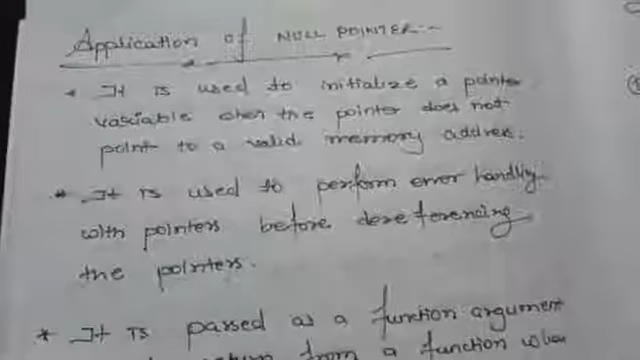 Application of NULL POINTER :-
* It is used to initialize a pointer
variable when the pointer does not
point to a valid memory address.
* It is used to perform error handling
with pointers before dereferencing
the pointers.
* It is parsed as a function argument
from a function when